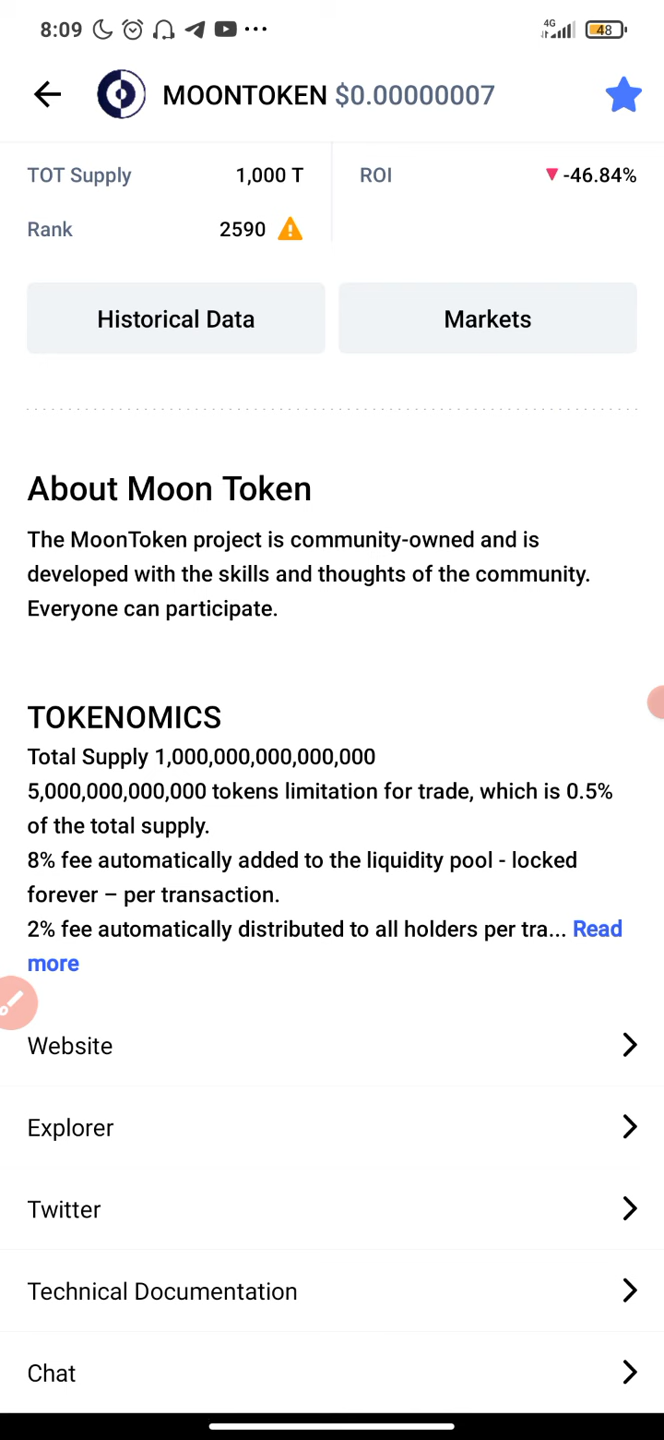 8:09 4G 48
MOONTOKEN $0.00000007
TOT Supply 1,000 T ROI -46.84%
Rank 2590
Historical Data Markets
About Moon Token
The MoonToken project is community-owned and is
developed with the skills and thoughts of the community.
Everyone can participate.
TOKENOMICS
Total Supply 1,000,000,000,000,000
5,000,000,000,000 tokens limitation for trade, which is 0.5%
of the total supply.
8% fee automatically added to the liquidity pool - locked
forever – per transaction.
2% fee automatically distributed to all holders per tra... Read
more
Website
Explorer
Twitter
Technical Documentation
Chat